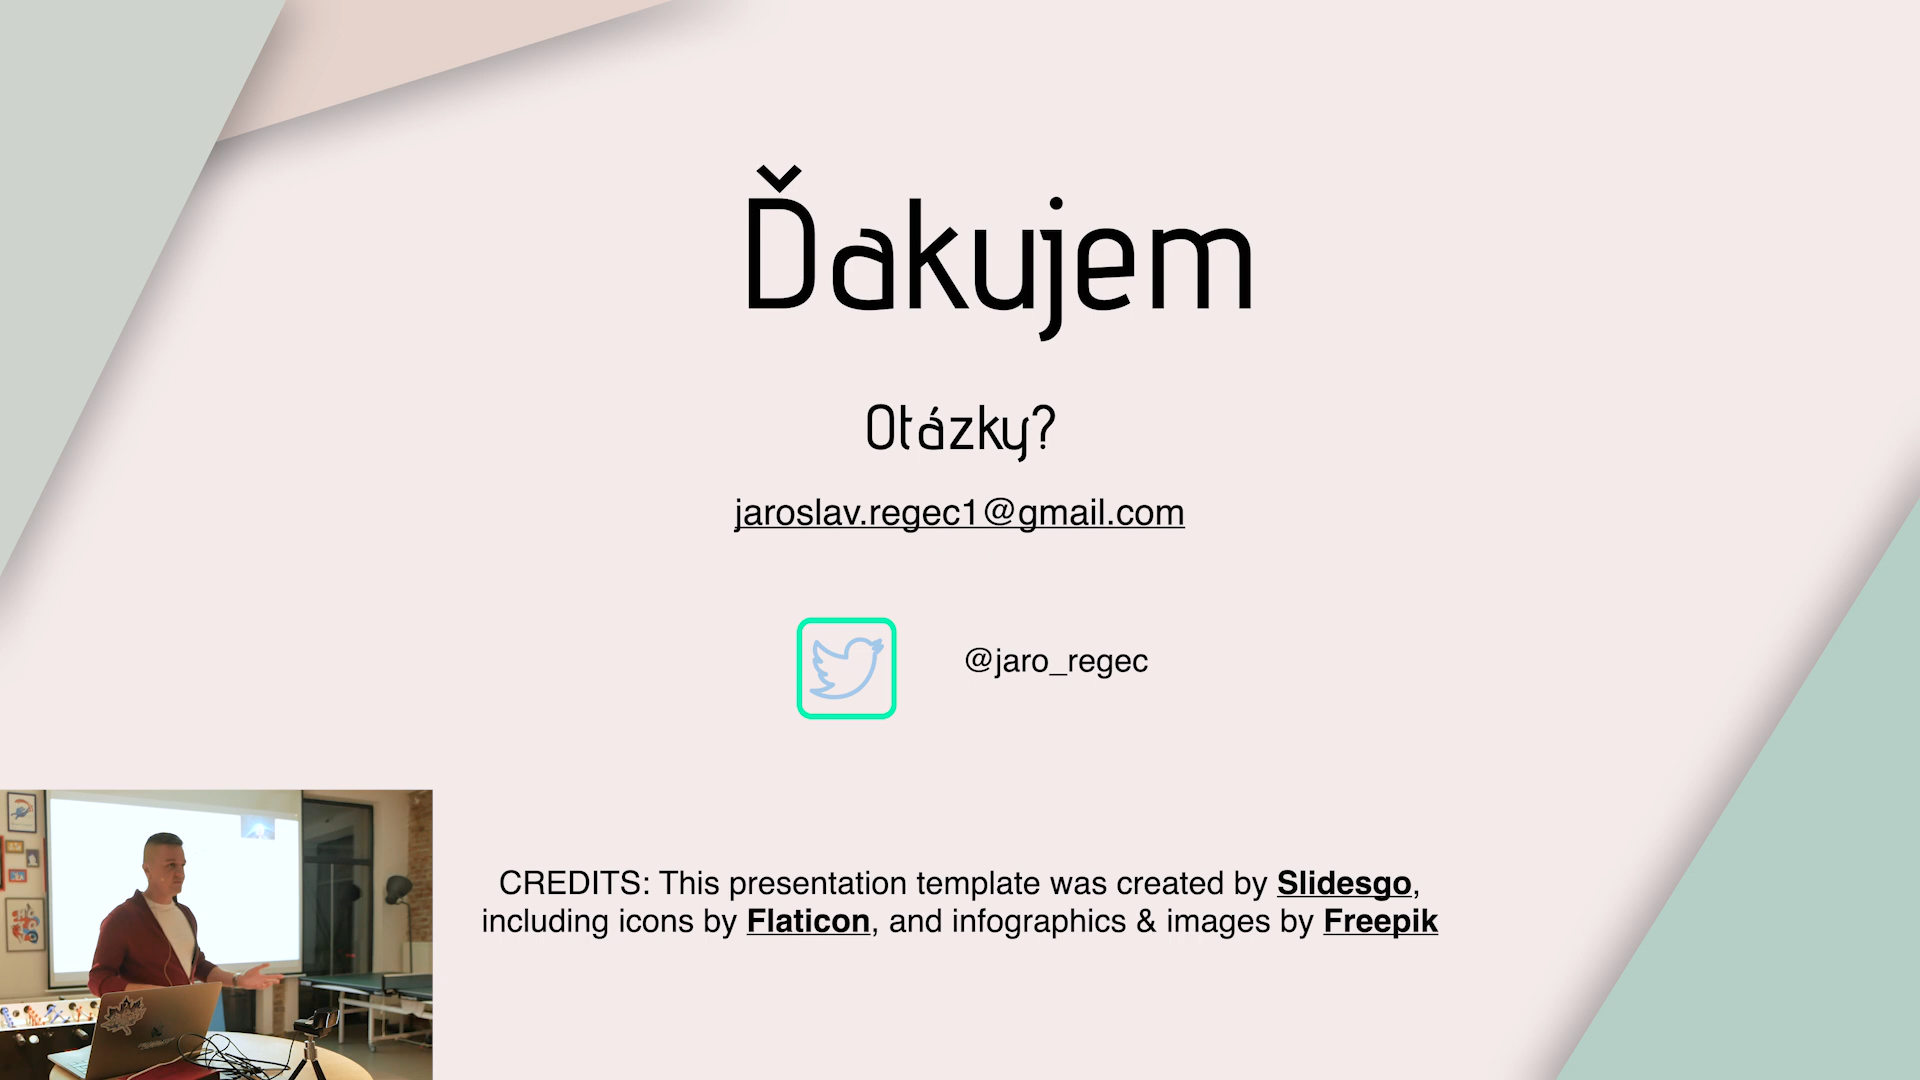 Ďakujem
Otázky?
jaroslav.regec1@gmail.com
@jaro_regec
CREDITS: This presentation template was created by Slidesgo,
including icons by Flaticon, and infographics & images by Freepik